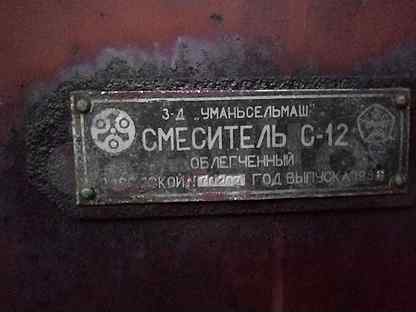 З-Д „УМАНЬСЕЛЬМАШ"
СМЕСИТЕЛЬ С-12
ОБЛЕГЧЕННЫЙ
ГОД ВЫПУСКА